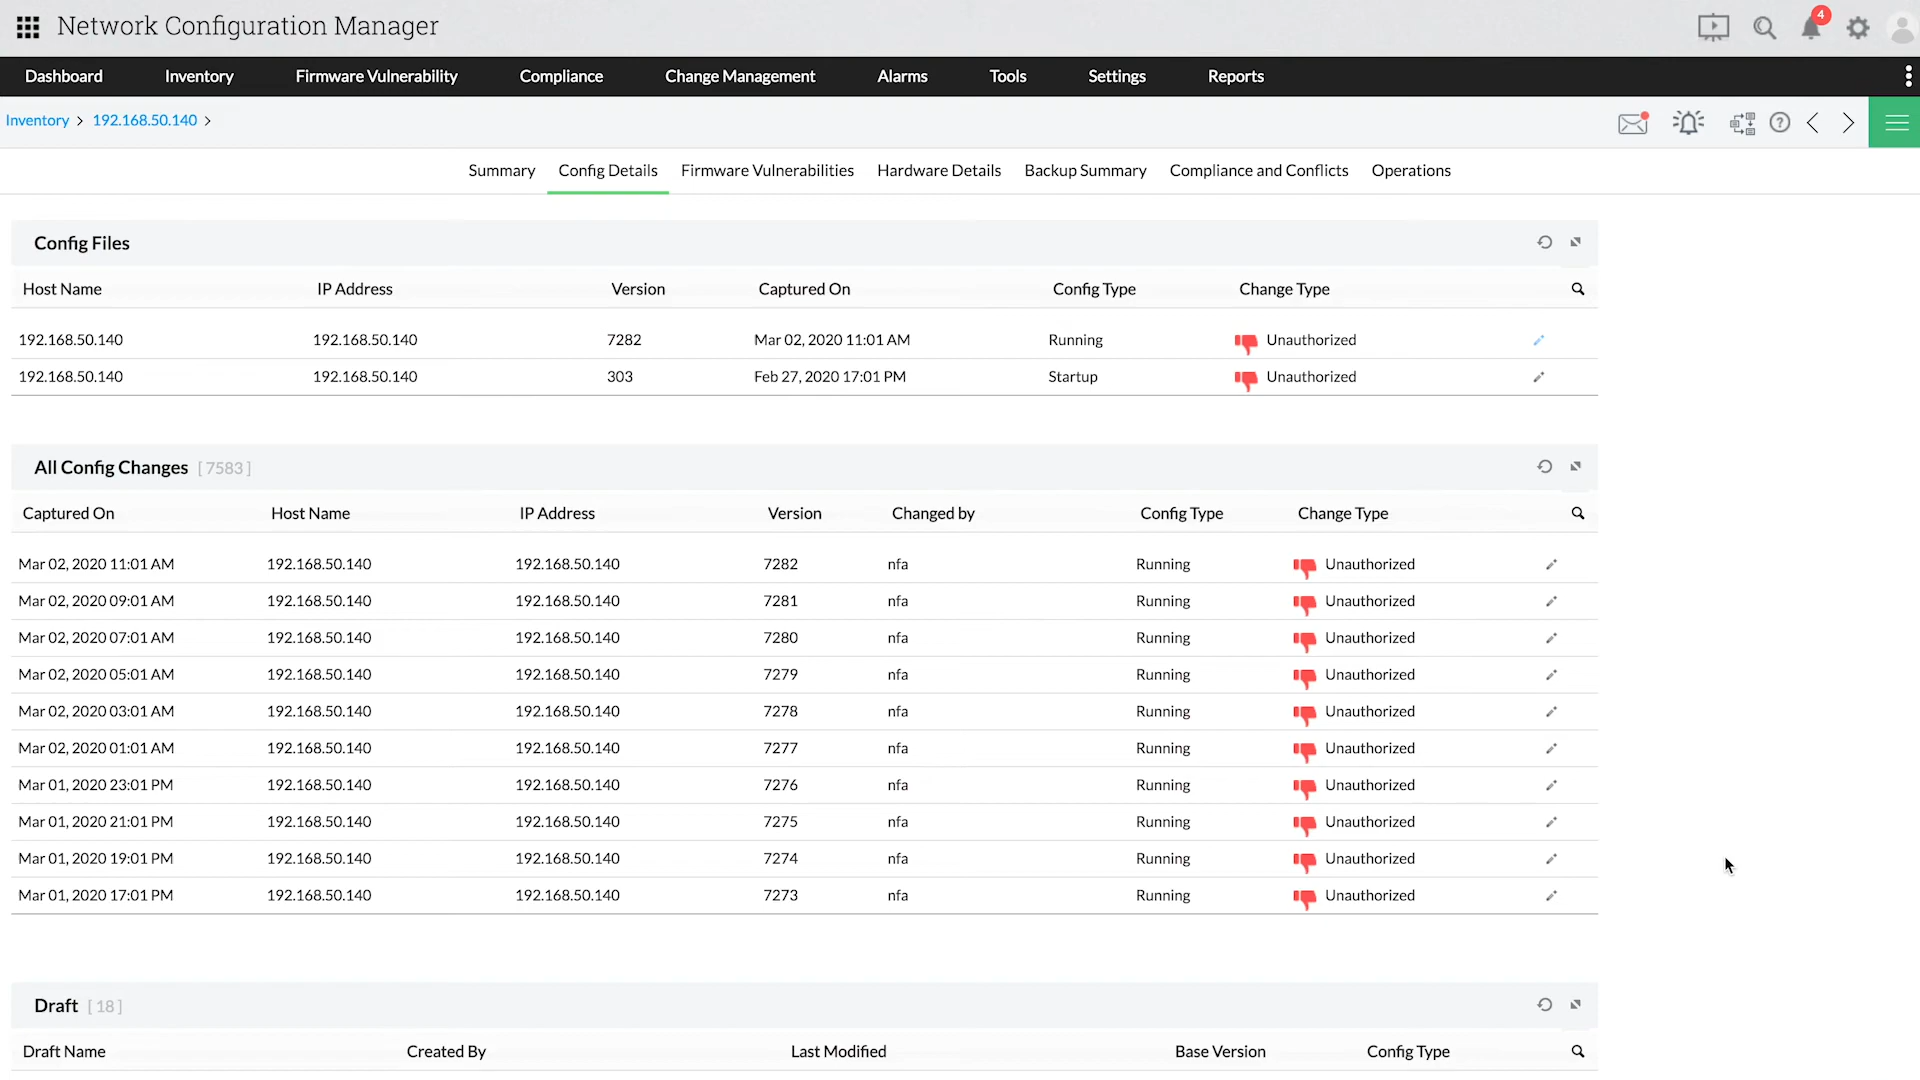 Network Configuration Manager
4
Dashboard Inventory Firmware Vulnerability Compliance Change Management Alarms Tools Settings Reports
Inventory > 192.168.50.140 >
?
Summary Config Details Firmware Vulnerabilities Hardware Details Backup Summary Compliance and Conflicts Operations
Config Files
Host Name IP Address Version Captured On Config Type Change Type
192.168.50.140 192.168.50.140 7282 Mar 02, 2020 11:01 AM Running Unauthorized
192.168.50.140 192.168.50.140 303 Feb 27, 2020 17:01 PM Startup Unauthorized
All Config Changes [ 7583 ]
Captured On Host Name IP Address Version Changed by Config Type Change Type
Mar 02, 2020 11:01 AM 192.168.50.140 192.168.50.140 7282 nfa Running Unauthorized
Mar 02, 2020 09:01 AM 192.168.50.140 192.168.50.140 7281 nfa Running Unauthorized
Mar 02, 2020 07:01 AM 192.168.50.140 192.168.50.140 7280 nfa Running Unauthorized
Mar 02, 2020 05:01 AM 192.168.50.140 192.168.50.140 7279 nfa Running Unauthorized
Mar 02, 2020 03:01 AM 192.168.50.140 192.168.50.140 7278 nfa Running Unauthorized
Mar 02, 2020 01:01 AM 192.168.50.140 192.168.50.140 7277 nfa Running Unauthorized
Mar 01, 2020 23:01 PM 192.168.50.140 192.168.50.140 7276 nfa Running Unauthorized
Mar 01, 2020 21:01 PM 192.168.50.140 192.168.50.140 7275 nfa Running Unauthorized
Mar 01, 2020 19:01 PM 192.168.50.140 192.168.50.140 7274 nfa Running Unauthorized
Mar 01, 2020 17:01 PM 192.168.50.140 192.168.50.140 7273 nfa Running Unauthorized
Draft [ 18 ]
Draft Name Created By Last Modified Base Version Config Type